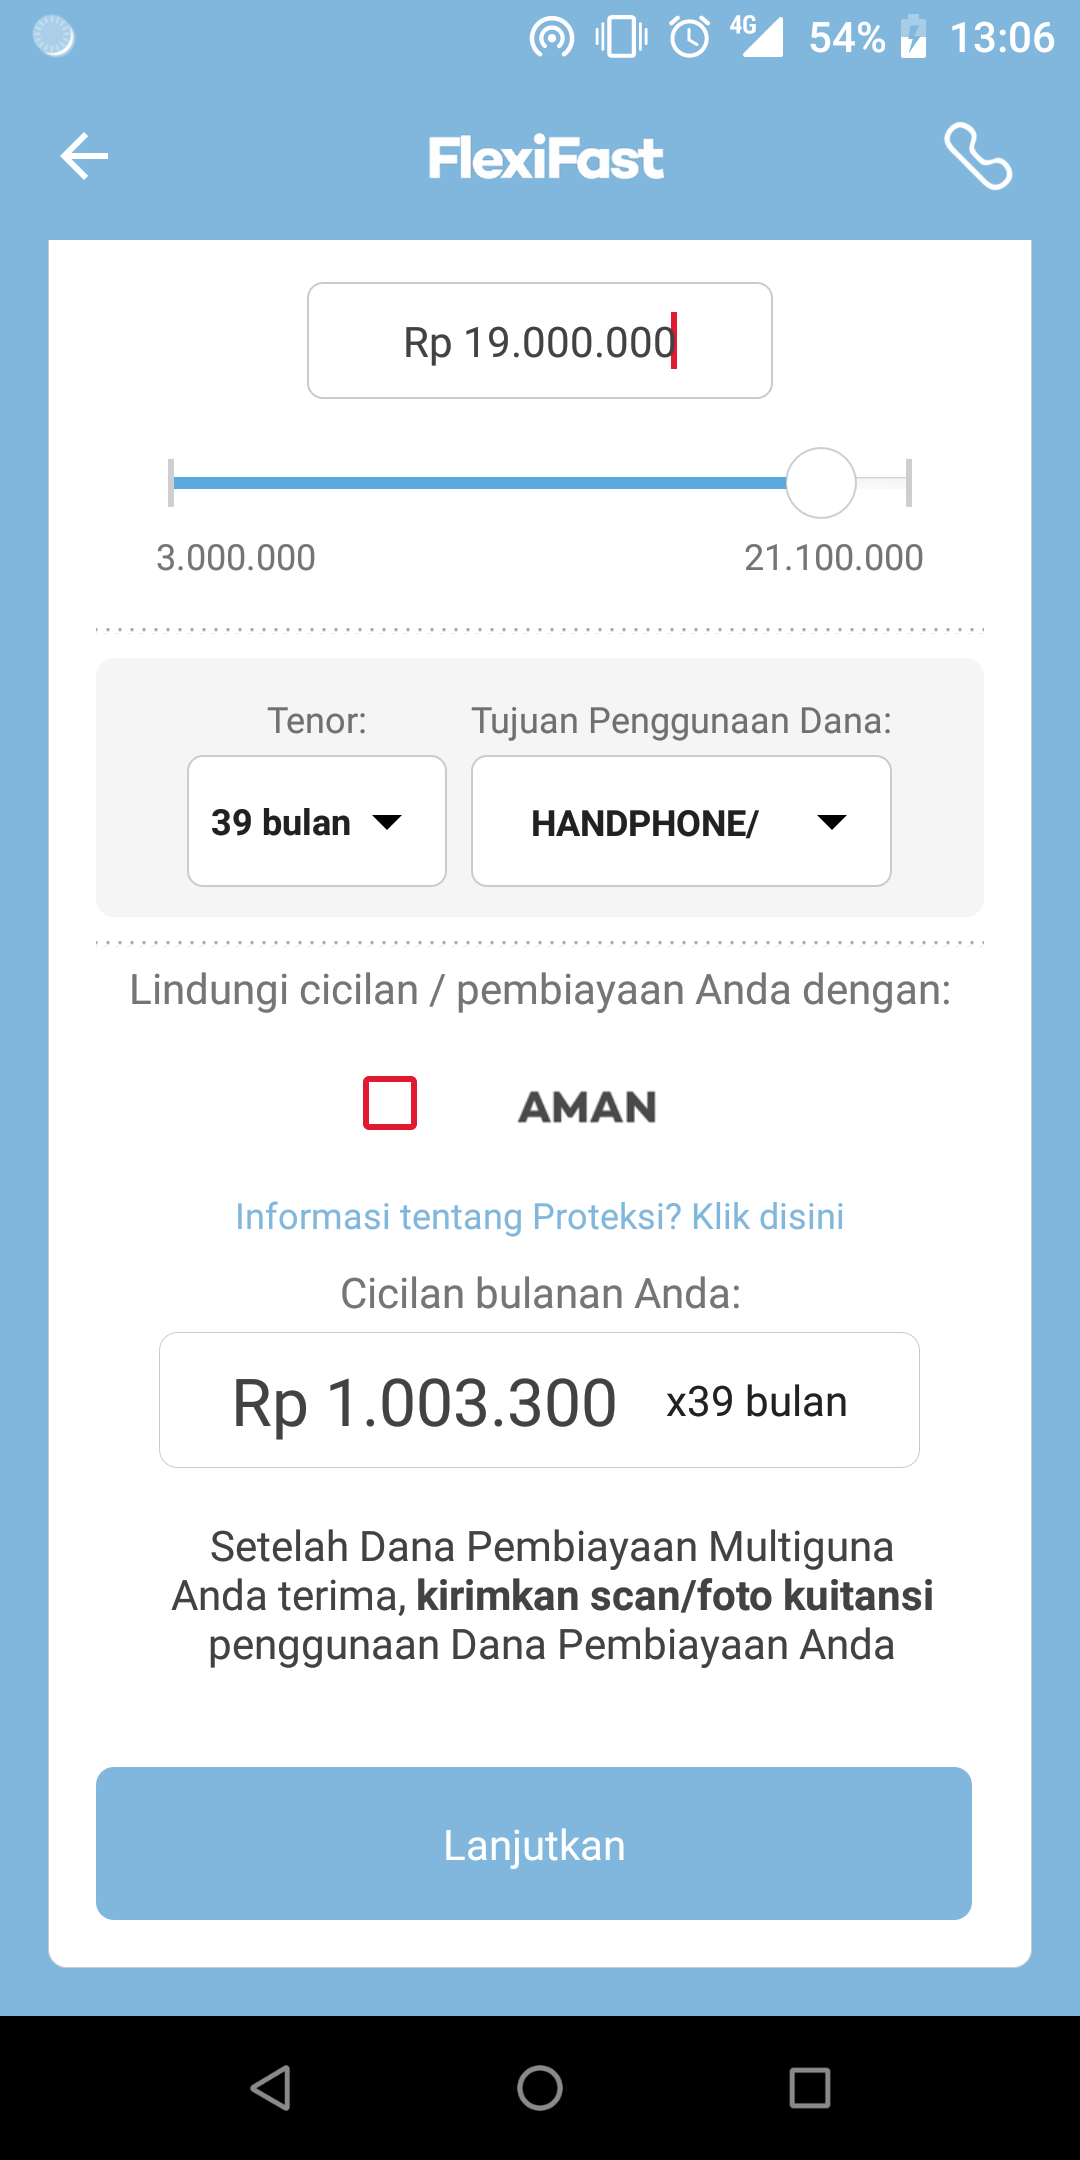 4G 54% 13:06
FlexiFast
Rp 19.000.000
3.000.000 21.100.000
Tenor: Tujuan Penggunaan Dana:
39 bulan HANDPHONE/
Lindungi cicilan / pembiayaan Anda dengan:
AMAN
Informasi tentang Proteksi? Klik disini
Cicilan bulanan Anda:
Rp 1.003.300 x39 bulan
Setelah Dana Pembiayaan Multiguna
Anda terima, kirimkan scan/foto kuitansi
penggunaan Dana Pembiayaan Anda
Lanjutkan